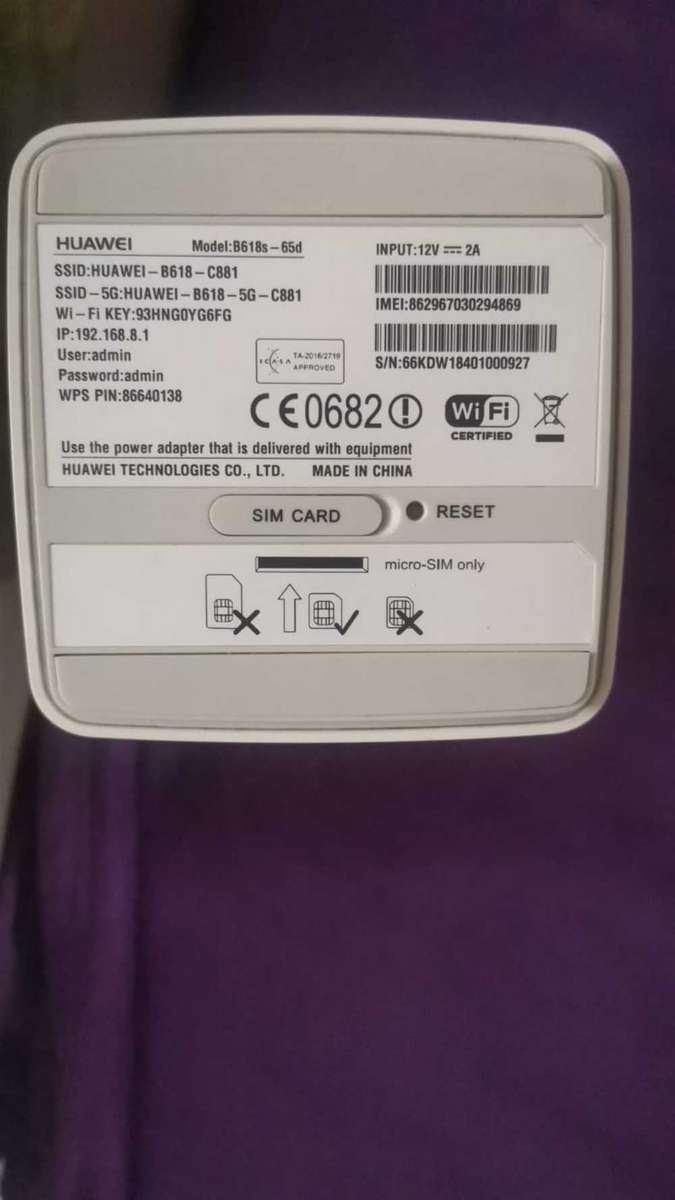 HUAWEI Model:B618s-65d
SSID:HUAWEI-B618-C881
SSID-5G:HUAWEI-B618-5G-C881
Wi-Fi KEY:93HNG0YG6FG
IP:192.168.8.1
User:admin
Password:admin
WPS PIN:86640138
INPUT:12V ⎓ 2A
IMEI:862967030294869
S/N:66KDW18401000927
ICASA TA-2016/2719
APPROVED
CE0682
Wi Fi
CERTIFIED
Use the power adapter that is delivered with equipment
HUAWEI TECHNOLOGIES CO., LTD. MADE IN CHINA
SIM CARD RESET
micro-SIM only